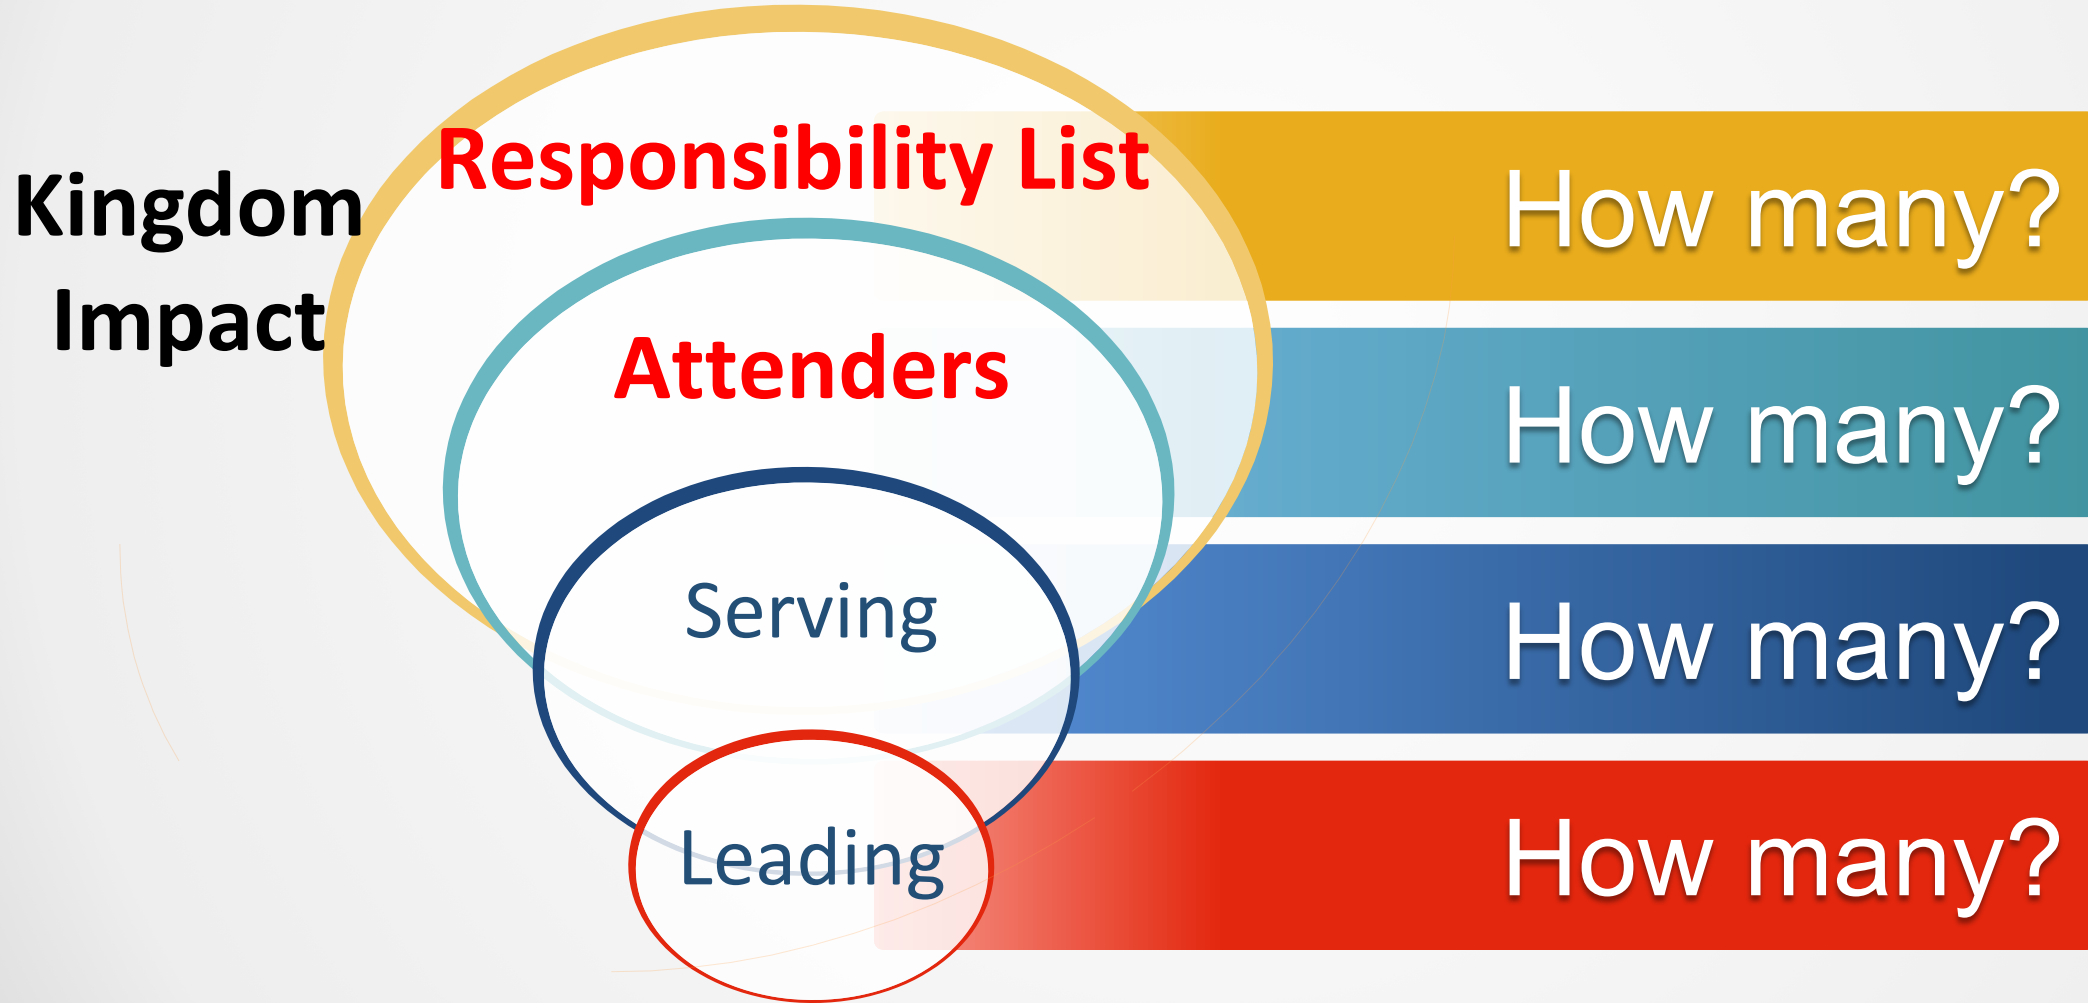 Kingdom
Impact
Responsibility List
How many?
Attenders
How many?
Serving
How many?
Leading
How many?